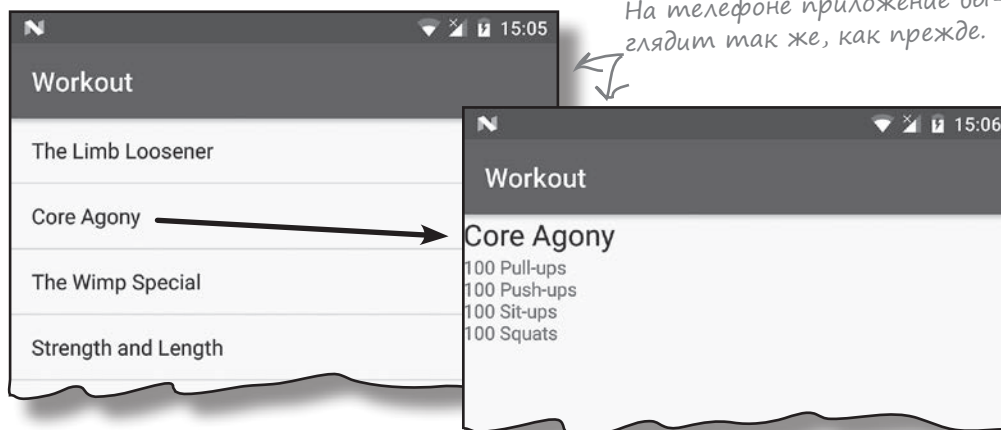 На телефоне приложение вы-
глядит так же, как прежде.
15:05
Workout
The Limb Loosener
Core Agony
The Wimp Special
Strength and Length
15:06
Workout
Core Agony
100 Pull-ups
100 Push-ups
100 Sit-ups
100 Squats